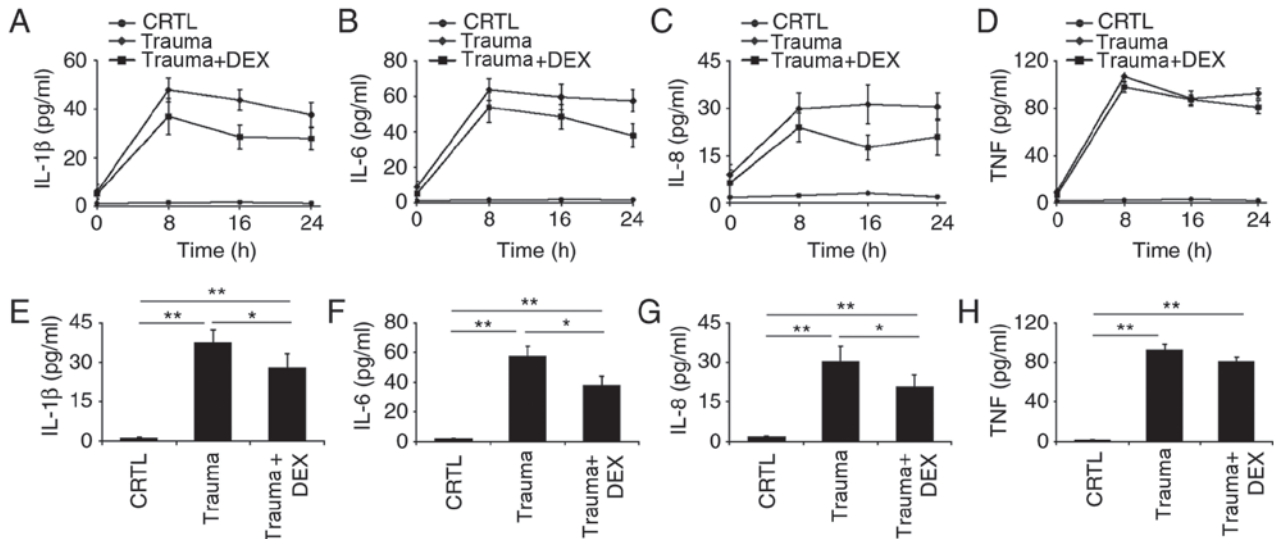 A
CRTL
Trauma
Trauma+DEX
IL-1β (pg/ml)
60
40
20
0
0
8
16
24
Time (h)
B
CRTL
Trauma
Trauma+DEX
IL-6 (pg/ml)
80
60
40
20
0
0
8
16
24
Time (h)
C
CRTL
Trauma
Trauma+DEX
IL-8 (pg/ml)
45
30
15
0
0
8
16
24
Time (h)
D
CRTL
Trauma
Trauma+DEX
TNF (pg/ml)
120
80
40
0
0
8
16
24
Time (h)
E
**
**
*
IL-1β (pg/ml)
45
30
15
0
CRTL
Trauma
Trauma +
DEX
F
**
**
*
IL-6 (pg/ml)
80
60
40
20
0
CRTL
Trauma
Trauma+
DEX
G
**
**
*
IL-8 (pg/ml)
45
30
15
0
CRTL
Trauma
Trauma+
DEX
H
**
**
TNF (pg/ml)
120
80
40
0
CRTL
Trauma
Trauma+
DEX